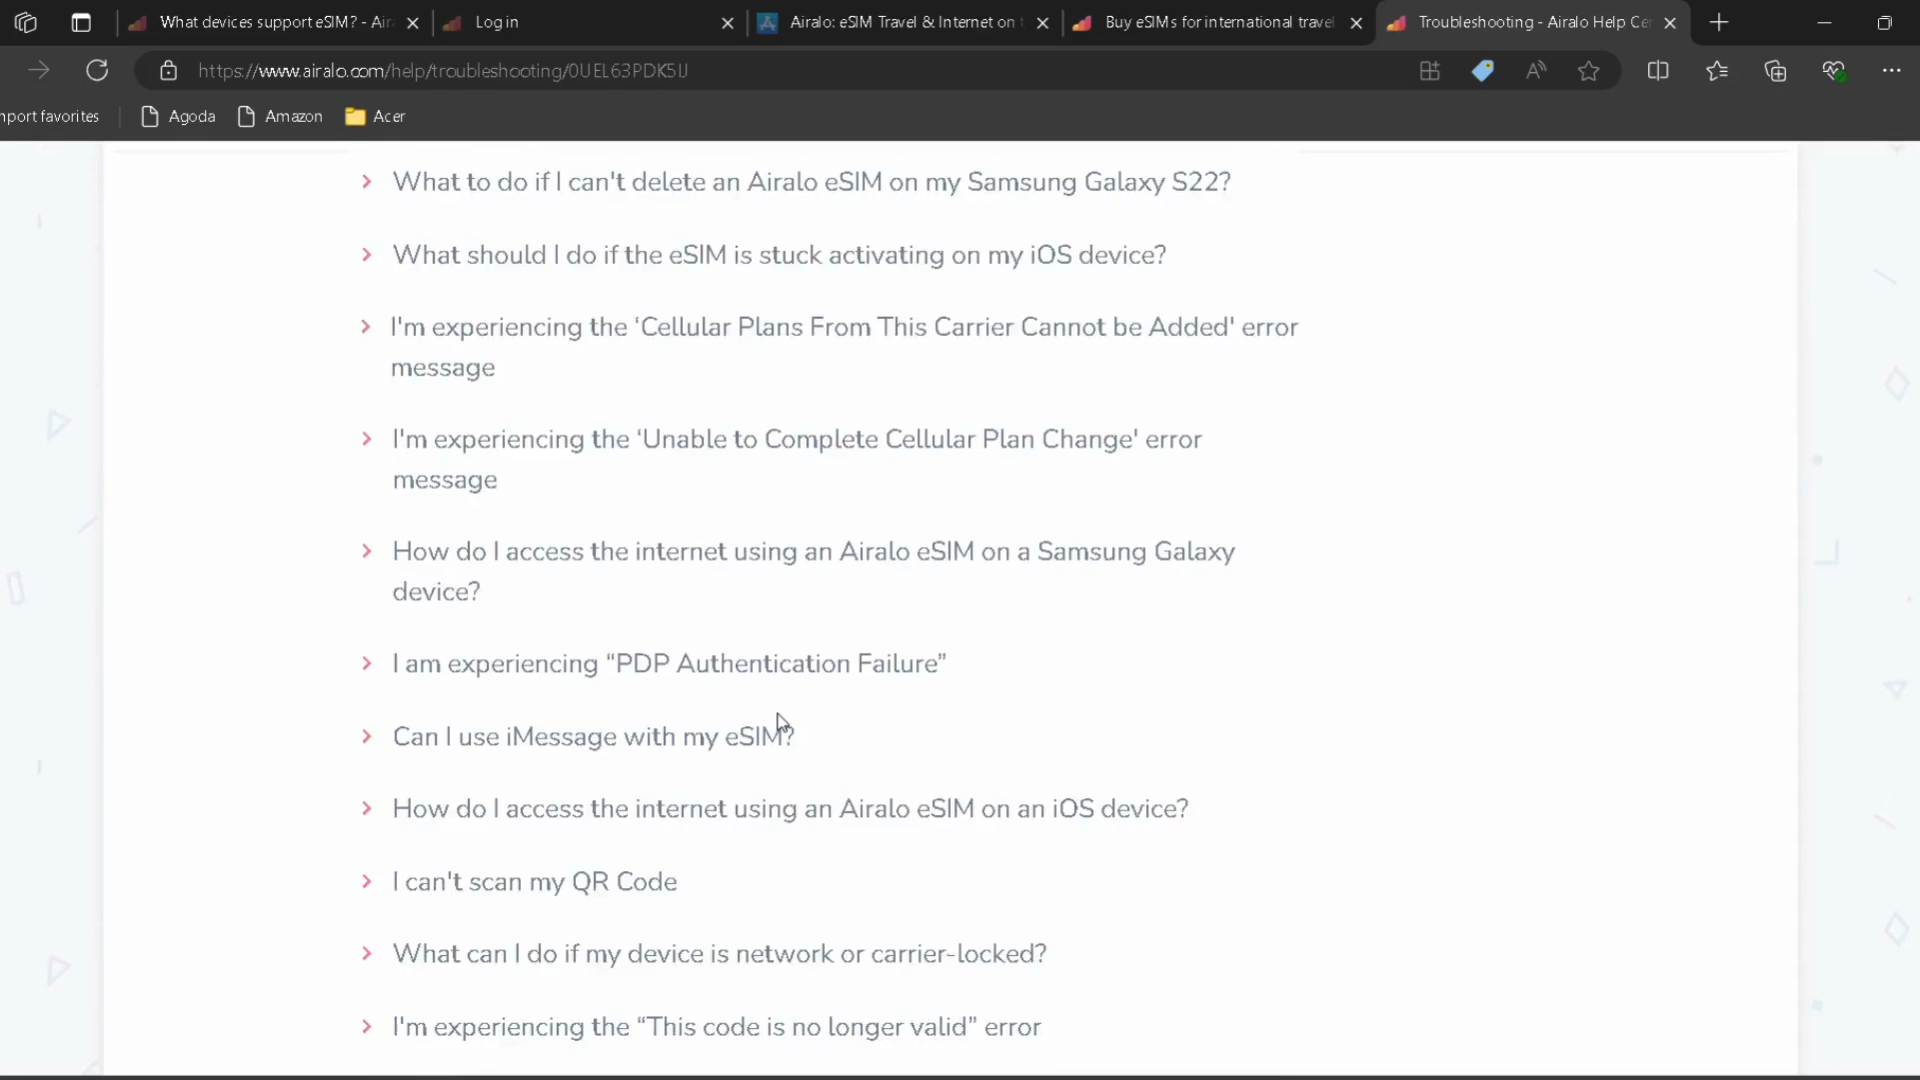 What devices support eSIM? - Air
Log in
Airalo: eSIM Travel & Internet on t
Buy eSIMs for international travel
Troubleshooting - Airalo Help Ce
https://www.airalo.com/help/troubleshooting/0UEL63PDK5U
mport favorites
Agoda
Amazon
Acer
What to do if I can't delete an Airalo eSIM on my Samsung Galaxy S22?
What should I do if the eSIM is stuck activating on my iOS device?
I'm experiencing the ‘Cellular Plans From This Carrier Cannot be Added' error
message
I'm experiencing the ‘Unable to Complete Cellular Plan Change' error
message
How do I access the internet using an Airalo eSIM on a Samsung Galaxy
device?
I am experiencing “PDP Authentication Failure”
Can I use iMessage with my eSIM?
How do I access the internet using an Airalo eSIM on an iOS device?
I can't scan my QR Code
What can I do if my device is network or carrier-locked?
I'm experiencing the “This code is no longer valid” error